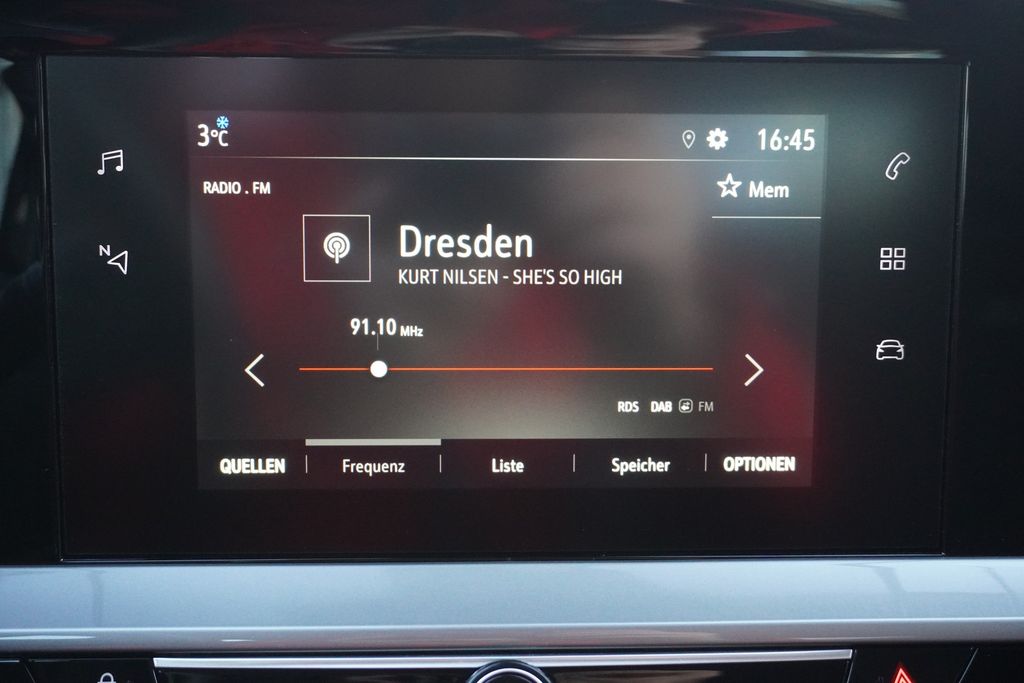 3°C
16:45
RADIO . FM
Mem
Dresden
KURT NILSEN - SHE'S SO HIGH
N
91.10 MHz
RDS DAB FM
QUELLEN Frequenz Liste Speicher OPTIONEN